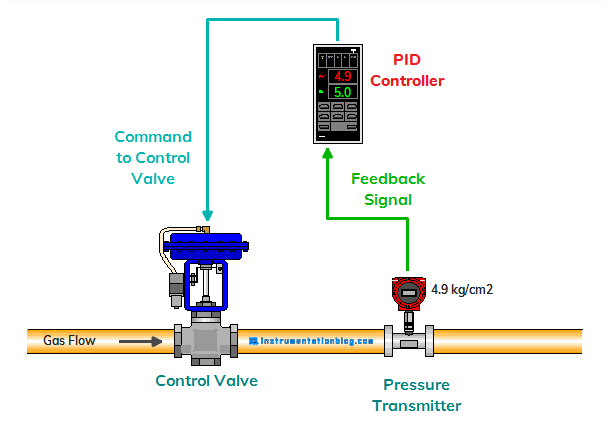 PID
Controller
4.9
5.0
Command
to Control
Valve
Feedback
Signal
4.9 kg/cm2
Gas Flow
Instrumentationblog.com
Control Valve
Pressure
Transmitter